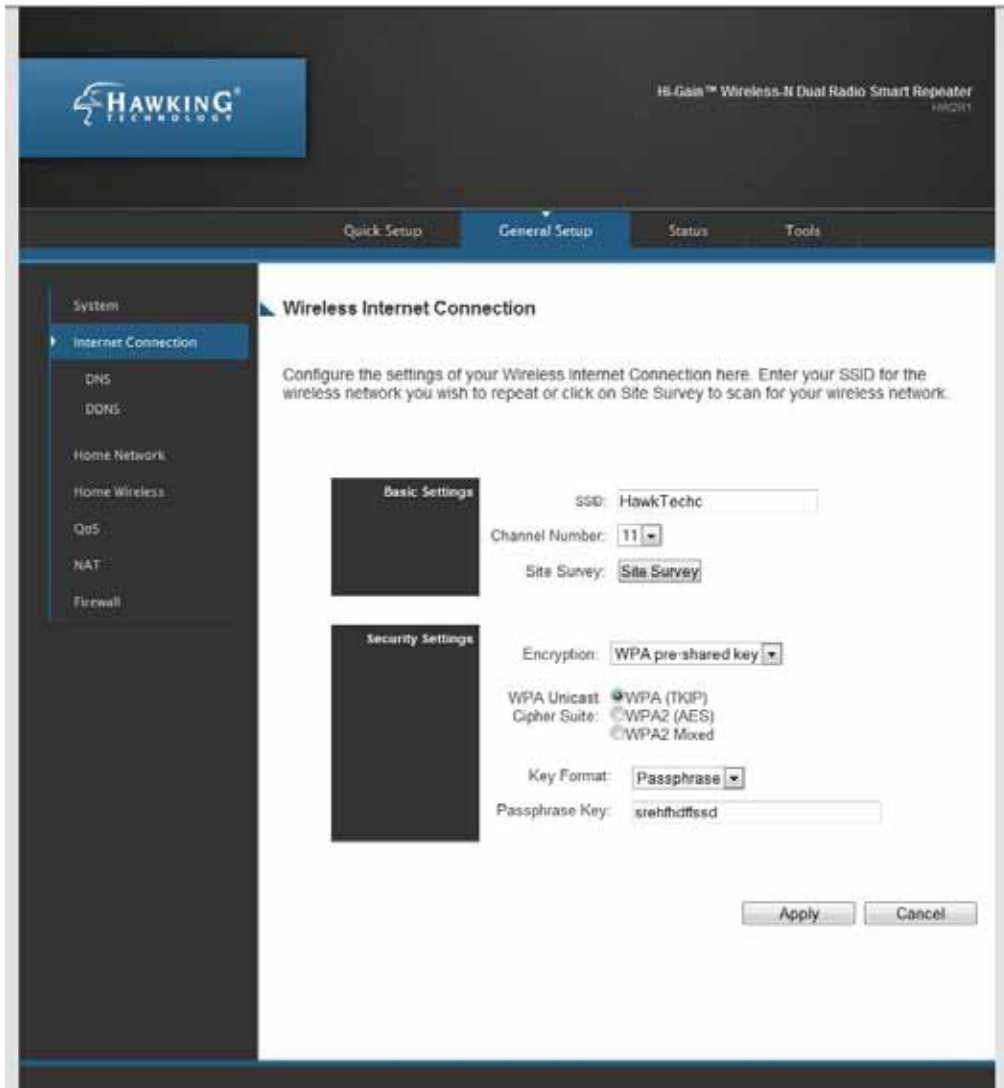 HAWKING®
TECHNOLOGY
Hi-Gain™ Wireless-N Dual Radio Smart Repeater
HW2R1
Quick Setup
General Setup
Status
Tools
System
Internet Connection
DNS
DDNS
Home Network
Home Wireless
QoS
NAT
Firewall
Wireless Internet Connection
Configure the settings of your Wireless Internet Connection here. Enter your SSID for the
wireless network you wish to repeat or click on Site Survey to scan for your wireless network.
Basic Settings
SSID: HawkTechc
Channel Number: 11
Site Survey: Site Survey
Security Settings
Encryption: WPA pre-shared key
WPA Unicast WPA (TKIP)
Cipher Suite: WPA2 (AES)
WPA2 Mixed
Key Format: Passphrase
Passphrase Key: srehfhdffssd
Apply
Cancel